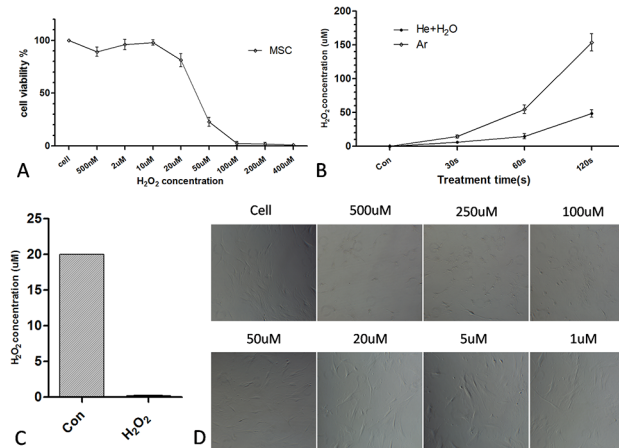 100
50
0
cell viability %
MSC
cell
500nM
2uM
10uM
20uM
50uM
100uM
200uM
400uM
H₂O₂ concentration
A
200
150
100
50
0
H₂O₂ concentration (uM)
He+H₂O
Ar
Con
30s
60s
120s
Treatment time(s)
B
25
20
15
10
5
0
H₂O₂ concentration (uM)
Con
H₂O₂
C
Cell 500uM 250uM 100uM
50uM 20uM 5uM 1uM
D